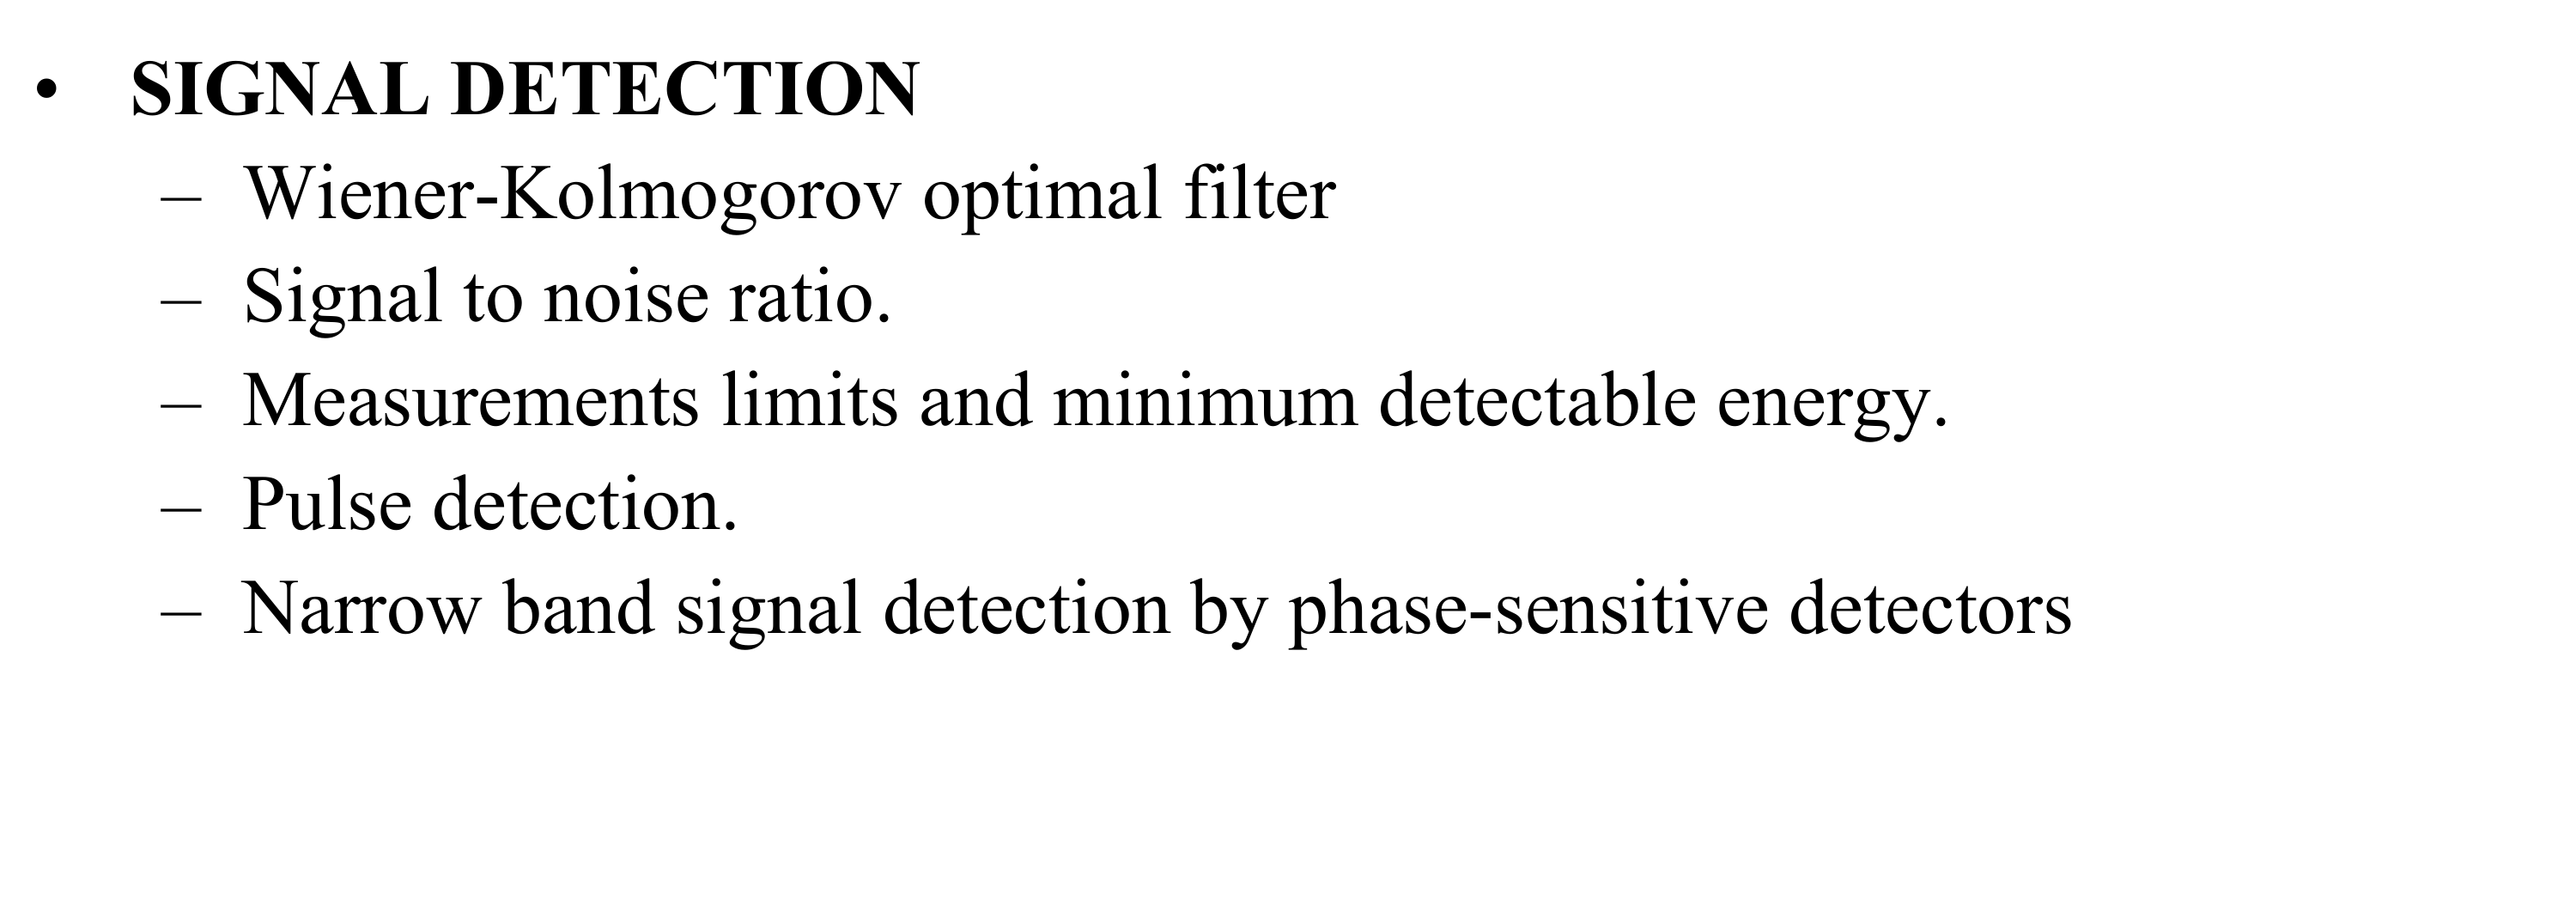 • SIGNAL DETECTION
– Wiener-Kolmogorov optimal filter
– Signal to noise ratio.
– Measurements limits and minimum detectable energy.
– Pulse detection.
– Narrow band signal detection by phase-sensitive detectors